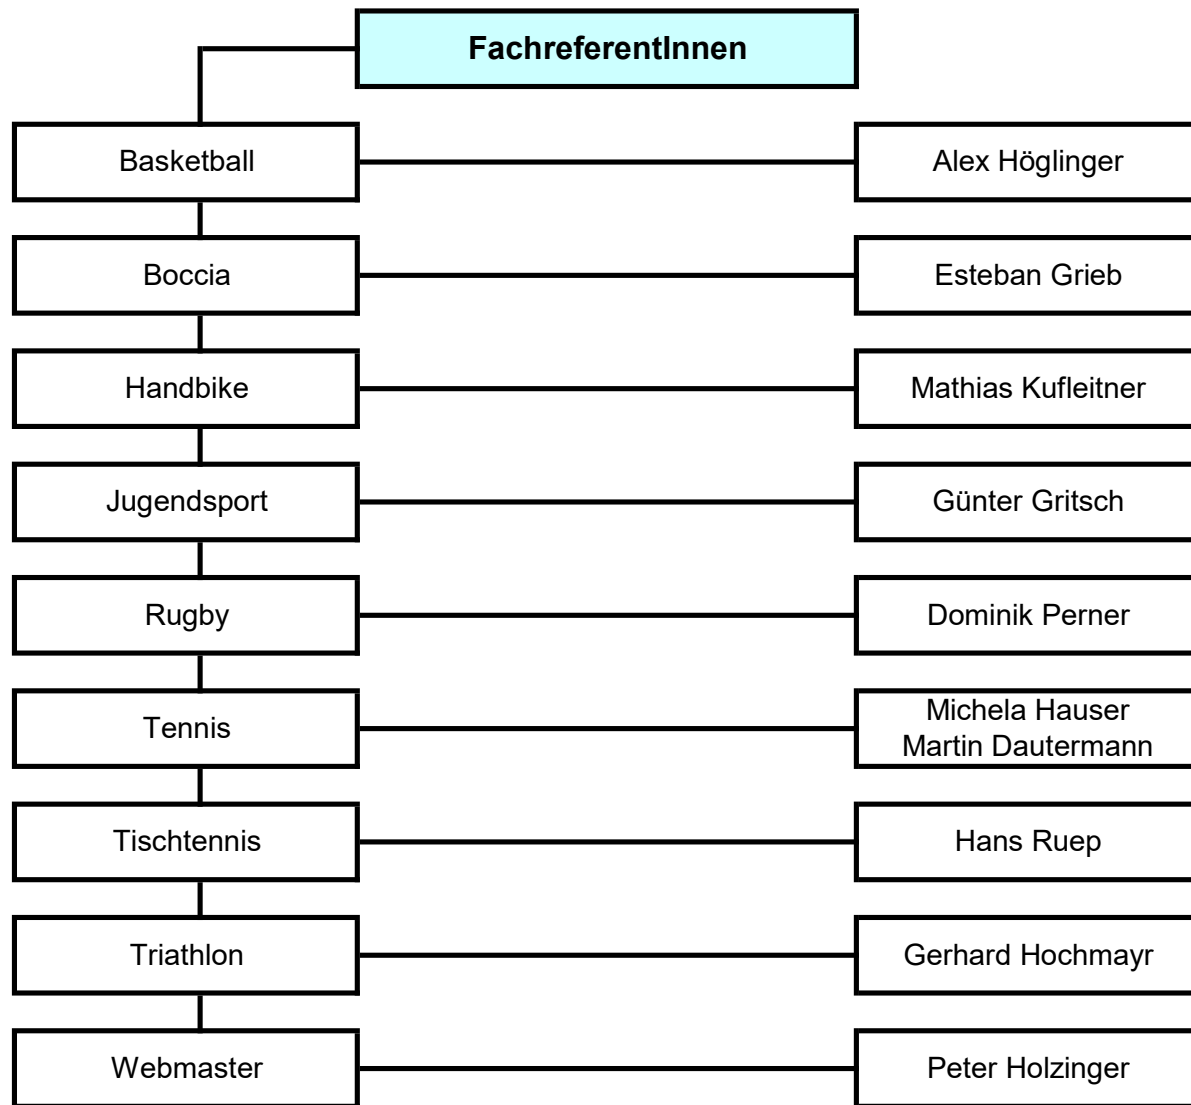 FachreferentInnen
Basketball
Alex Höglinger
Boccia
Esteban Grieb
Handbike
Mathias Kufleitner
Jugendsport
Günter Gritsch
Rugby
Dominik Perner
Tennis
Michela Hauser
Martin Dautermann
Tischtennis
Hans Ruep
Triathlon
Gerhard Hochmayr
Webmaster
Peter Holzinger